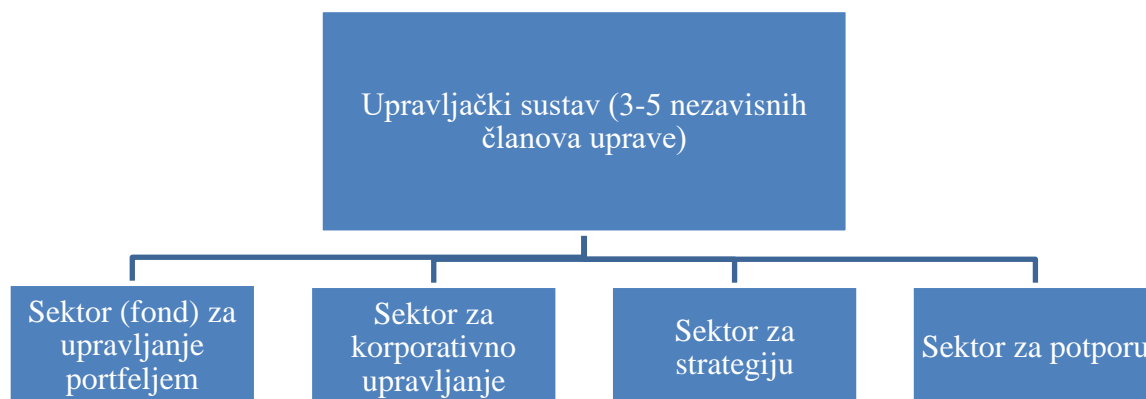 Upravljački sustav (3-5 nezavisnih
članova uprave)
Sektor (fond) za
upravljanje
portfeljem
Sektor za
korporativno
upravljanje
Sektor za
strategiju
Sektor za potporu